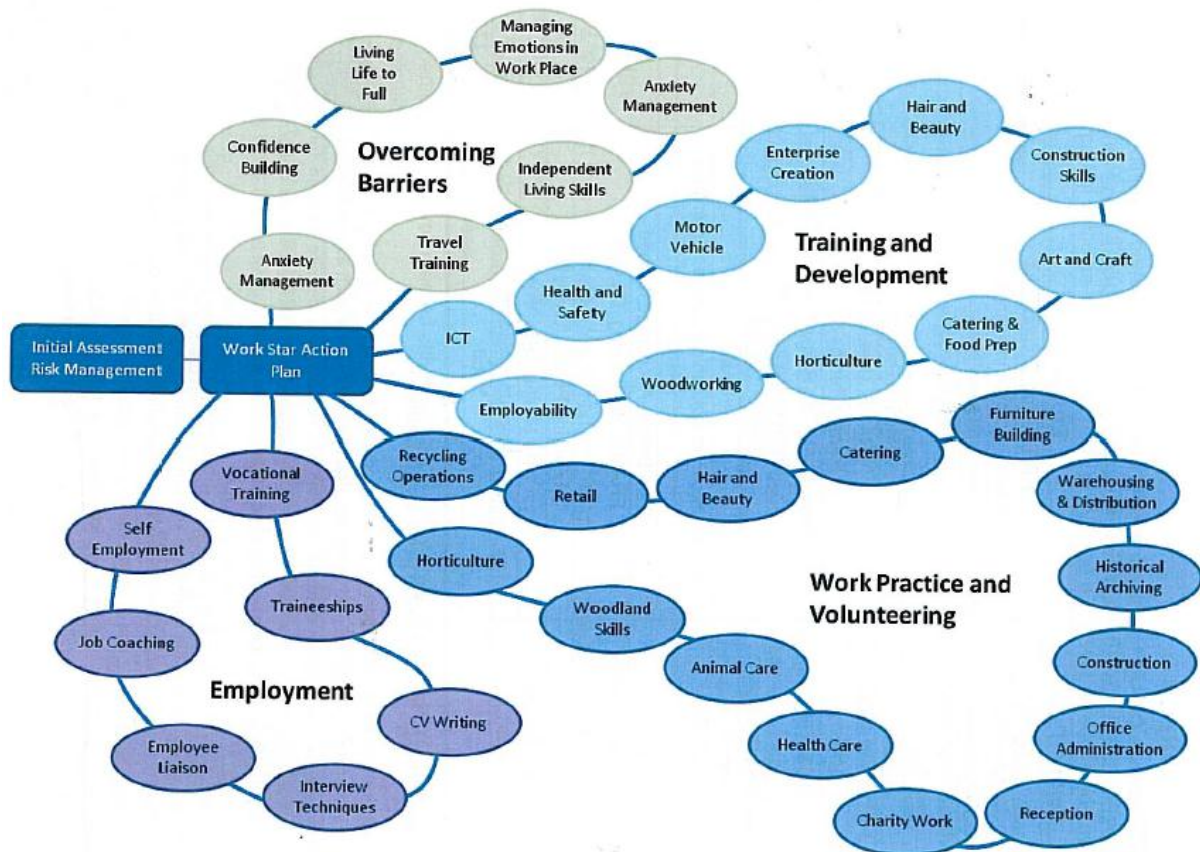 Living
Life to
Full
Managing
Emotions in
Work Place
Anxiety
Management
Confidence
Building
Overcoming
Barriers
Independent
Living Skills
Anxiety
Management
Travel
Training
Initial Assessment
Risk Management
Work Star Action
Plan
ICT
Health and
Safety
Motor
Vehicle
Enterprise
Creation
Hair and
Beauty
Construction
Skills
Training and
Development
Art and Craft
Catering &
Food Prep
Horticulture
Woodworking
Employability
Recycling
Operations
Retail
Hair and
Beauty
Catering
Furniture
Building
Warehousing
& Distribution
Historical
Archiving
Work Practice and
Volunteering
Construction
Office
Administration
Reception
Charity Work
Health Care
Animal Care
Woodland
Skills
Horticulture
Vocational
Training
Self
Employment
Traineeships
Job Coaching
Employment
CV Writing
Employee
Liaison
Interview
Techniques